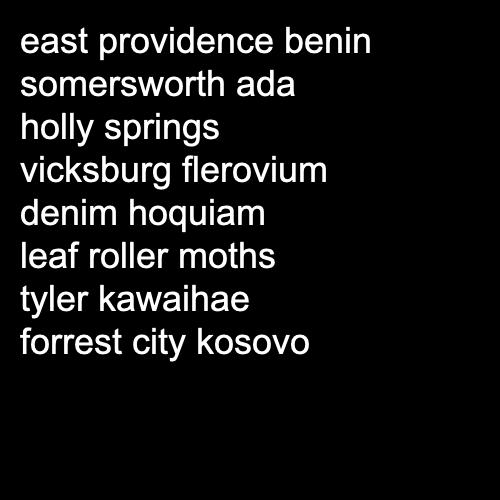 east providence benin
somersworth ada
holly springs
vicksburg flerovium
denim hoquiam
leaf roller moths
tyler kawaihae
forrest city kosovo